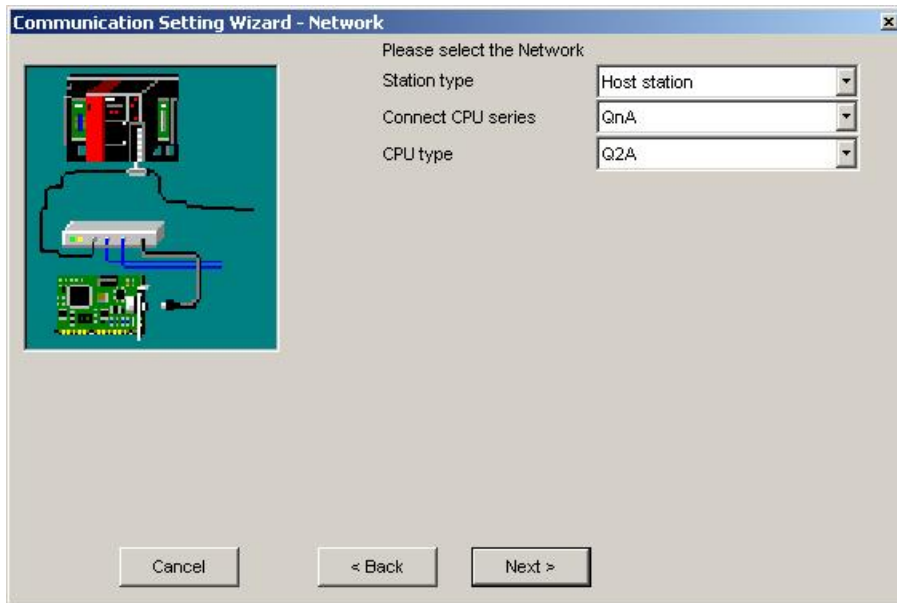 Communication Setting Wizard - Network
Please select the Network
Station type Host station
Connect CPU series QnA
CPU type Q2A
Cancel < Back Next >